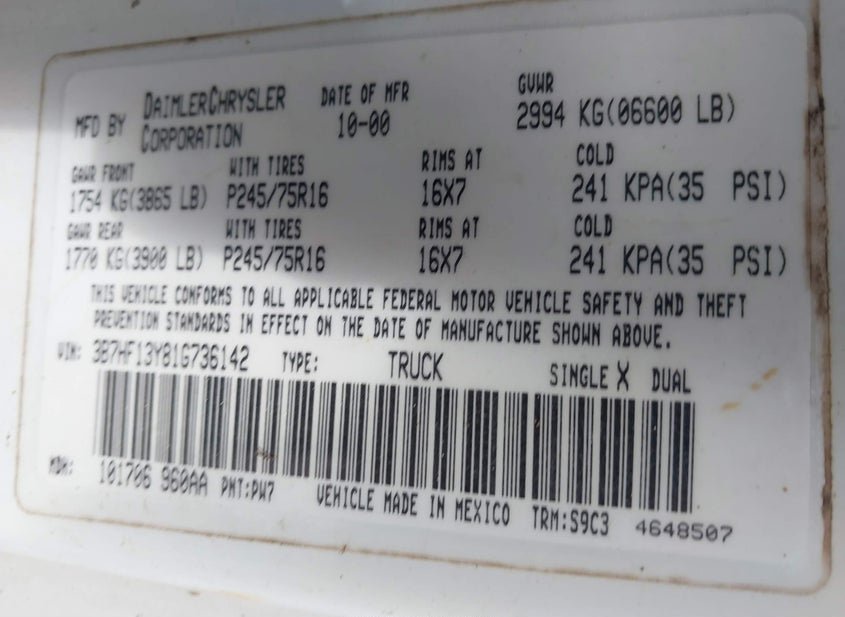 MFD BY DAIMLERCHRYSLER CORPORATION DATE OF MFR 10-00 GVWR 2994 KG(06600 LB)
GAWR FRONT WITH TIRES RIMS AT COLD
1754 KG(3865 LB) P245/75R16 16X7 241 KPA(35 PSI)
GAWR REAR WITH TIRES RIMS AT COLD
1770 KG(3900 LB) P245/75R16 16X7 241 KPA(35 PSI)
THIS VEHICLE CONFORMS TO ALL APPLICABLE FEDERAL MOTOR VEHICLE SAFETY AND THEFT
PREVENTION STANDARDS IN EFFECT ON THE DATE OF MANUFACTURE SHOWN ABOVE.
VIN: 3B7HF13Y81G736142 TYPE: TRUCK SINGLE X DUAL
MDH: 101706 960AA PNT:PW7 VEHICLE MADE IN MEXICO TRM:S9C3 4648507